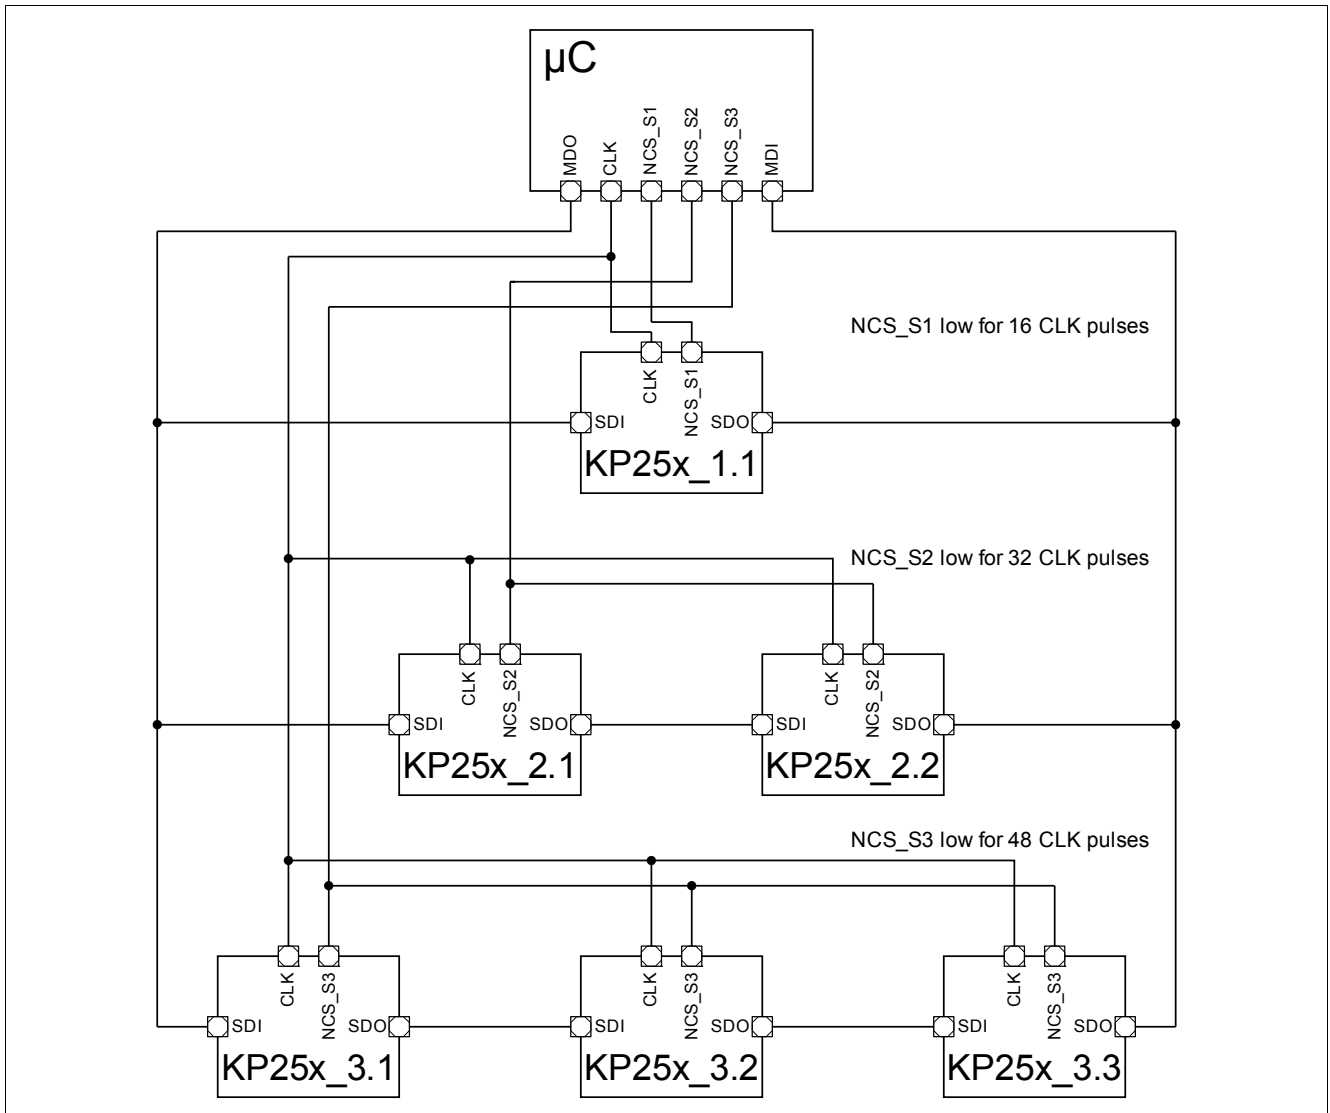 µC
MDO
CLK
NCS_S1
NCS_S2
NCS_S3
MDI
NCS_S1 low for 16 CLK pulses
CLK
NCS_S1
SDI
SDO
KP25x_1.1
NCS_S2 low for 32 CLK pulses
CLK
NCS_S2
SDI
SDO
KP25x_2.1
CLK
NCS_S2
SDI
SDO
KP25x_2.2
NCS_S3 low for 48 CLK pulses
CLK
NCS_S3
SDI
SDO
KP25x_3.1
CLK
NCS_S3
SDI
SDO
KP25x_3.2
CLK
NCS_S3
SDI
SDO
KP25x_3.3